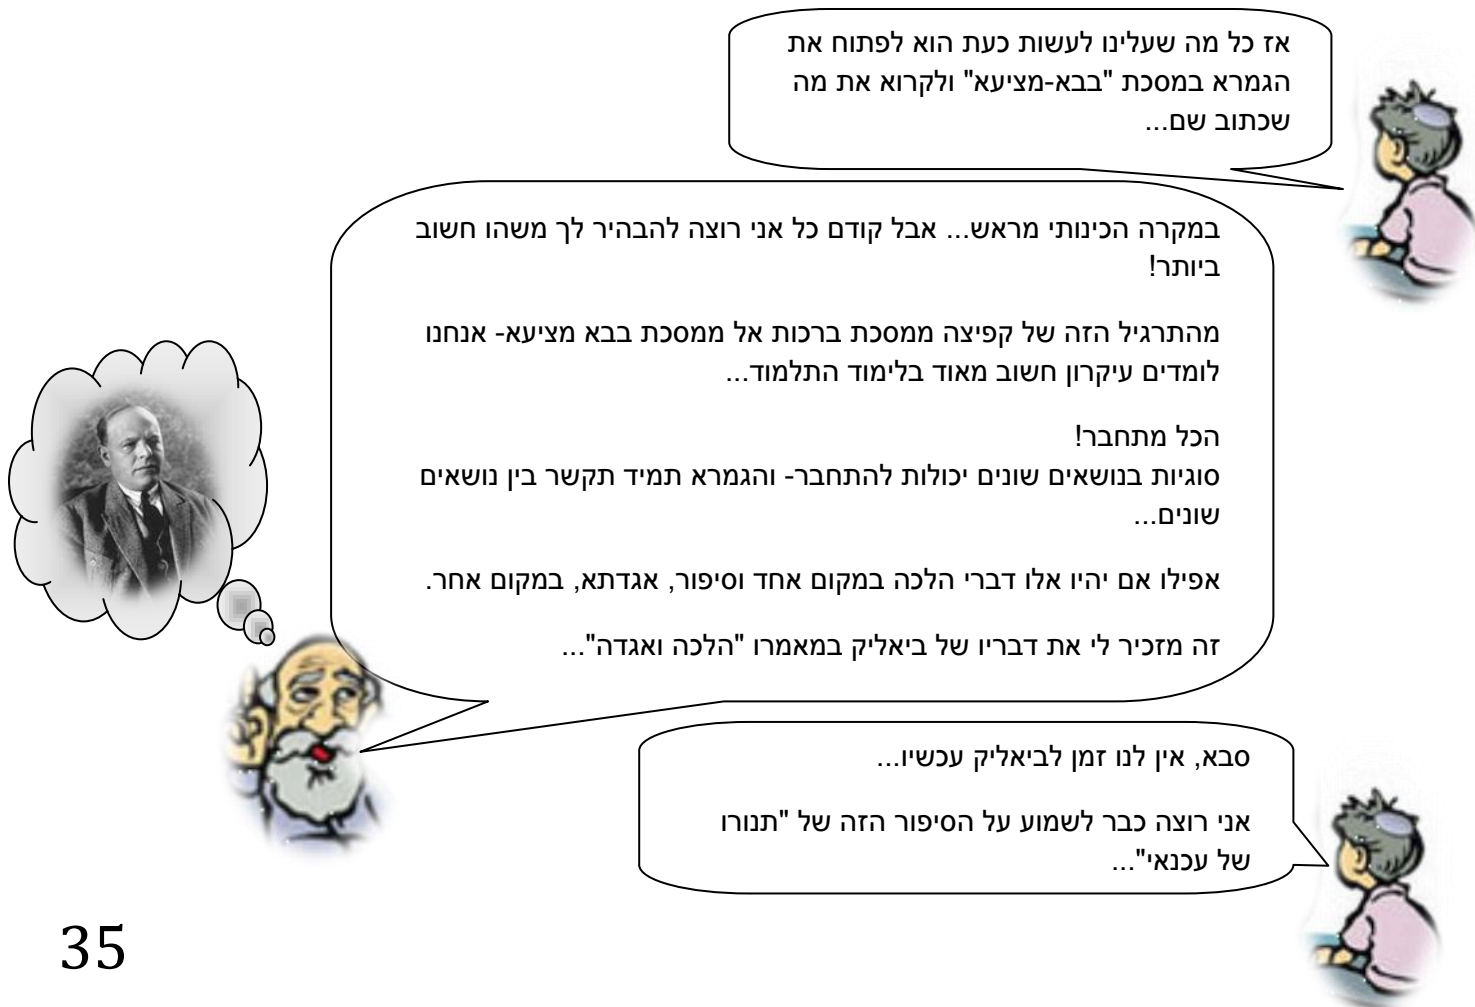 אז כל מה שעלינו לעשות כעת הוא לפתוח את
הגמרא במסכת "בבא-מציעא" ולקרוא את מה
שכתוב שם...
במקרה הכינותי מראש... אבל קודם כל אני רוצה להבהיר לך משהו חשוב
ביותר!
מהתרגיל הזה של קפיצה ממסכת ברכות אל ממסכת בבא מציעא- אנחנו
לומדים עיקרון חשוב מאוד בלימוד התלמוד...
הכל מתחבר!
סוגיות בנושאים שונים יכולות להתחבר- והגמרא תמיד תקשר בין נושאים
שונים...
אפילו אם יהיו אלו דברי הלכה במקום אחד וסיפור, אגדתא, במקום אחר.
זה מזכיר לי את דבריו של ביאליק במאמרו "הלכה ואגדה"...
סבא, אין לנו זמן לביאליק עכשיו...
אני רוצה כבר לשמוע על הסיפור הזה של "תנורו
של עכנאי"...
35